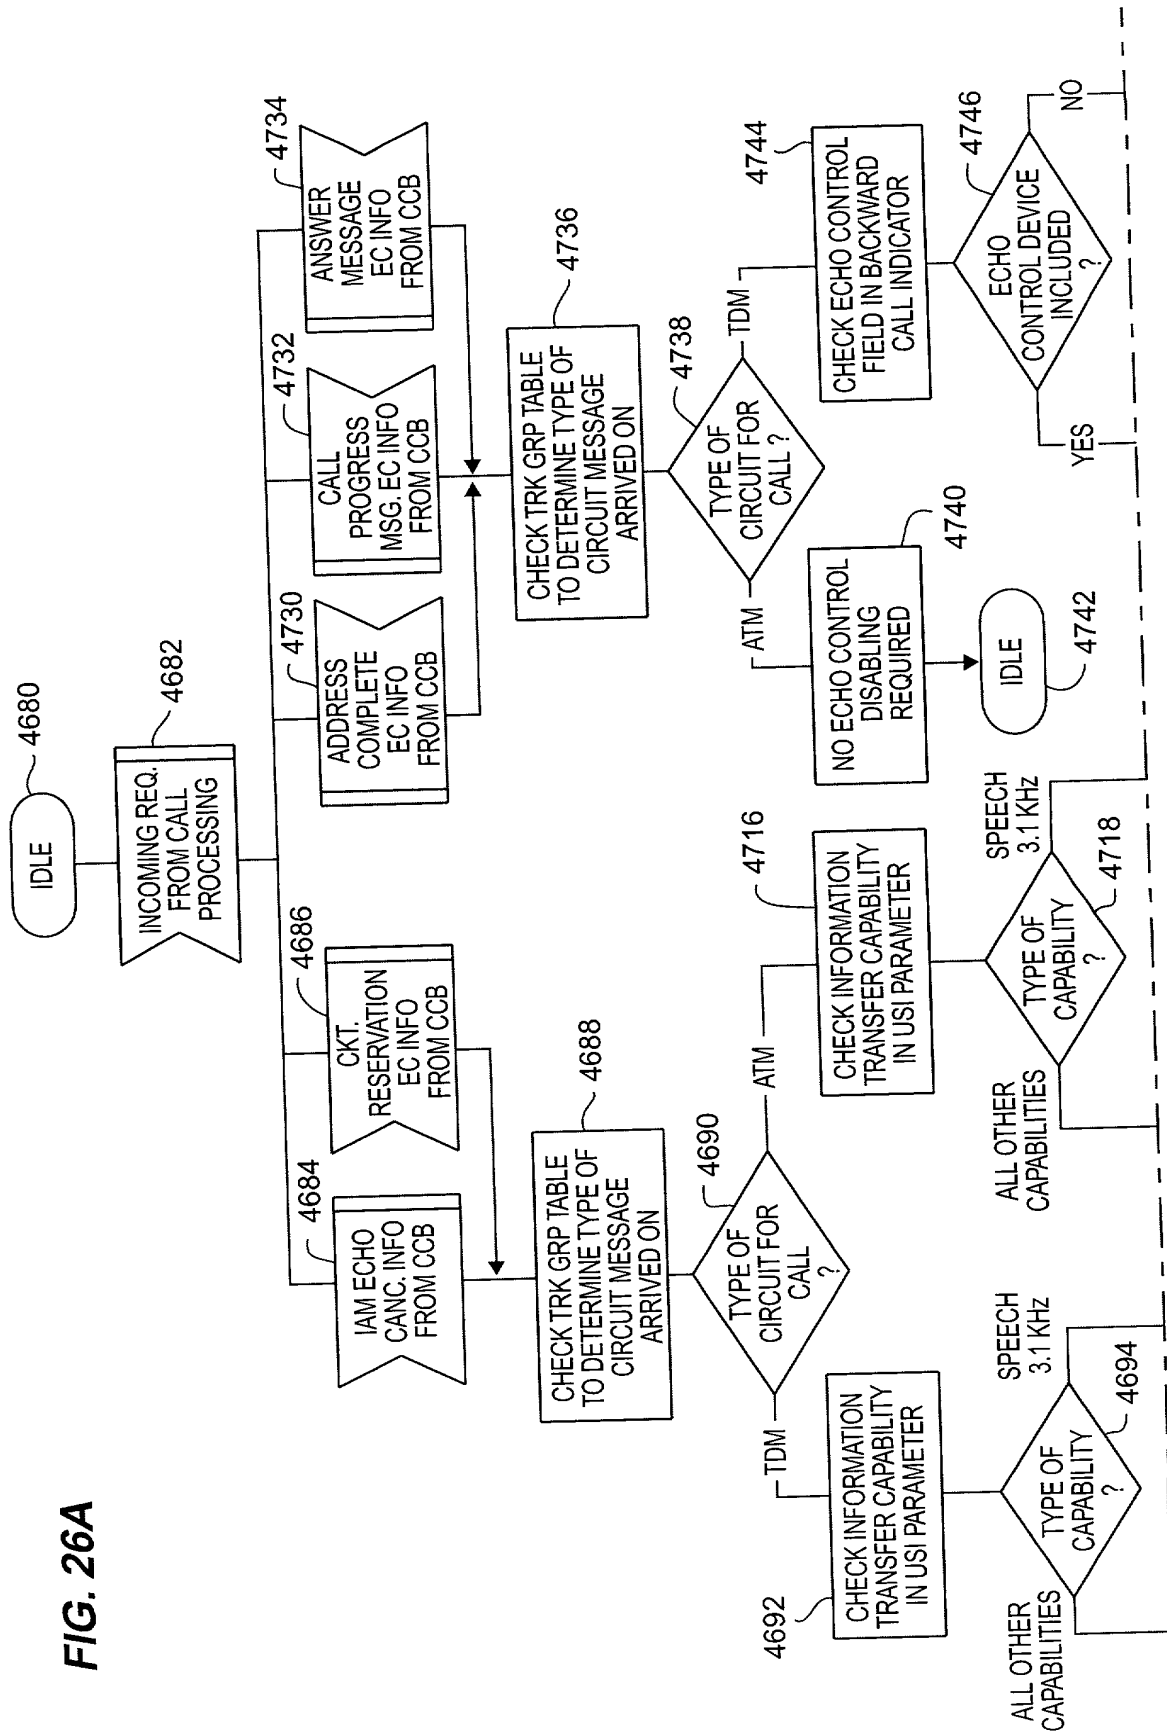 FIG. 26A
IDLE
4680
INCOMING REQ.
FROM CALL
PROCESSING
4682
IAM ECHO
CANC. INFO
FROM CCB
4684
CKT.
RESERVATION
EC INFO
FROM CCB
4686
ADDRESS
COMPLETE
EC INFO
FROM CCB
4730
CALL
PROGRESS
MSG. EC INFO
FROM CCB
4732
ANSWER
MESSAGE
EC INFO
FROM CCB
4734
CHECK TRK GRP TABLE
TO DETERMINE TYPE OF
CIRCUIT MESSAGE
ARRIVED ON
4688
CHECK TRK GRP TABLE
TO DETERMINE TYPE OF
CIRCUIT MESSAGE
ARRIVED ON
4736
TYPE OF
CIRCUIT FOR
CALL
?
4690
TDM
ATM
TYPE OF
CIRCUIT FOR
CALL ?
4738
ATM
TDM
CHECK INFORMATION
TRANSFER CAPABILITY
IN USI PARAMETER
4692
CHECK INFORMATION
TRANSFER CAPABILITY
IN USI PARAMETER
4716
NO ECHO CONTROL
DISABLING
REQUIRED
4740
CHECK ECHO CONTROL
FIELD IN BACKWARD
CALL INDICATOR
4744
TYPE OF
CAPABILITY
?
4694
ALL OTHER
CAPABILITIES
SPEECH
3.1 KHz
TYPE OF
CAPABILITY
?
4718
ALL OTHER
CAPABILITIES
SPEECH
3.1 KHz
IDLE
4742
ECHO
CONTROL DEVICE
INCLUDED
?
4746
YES
NO